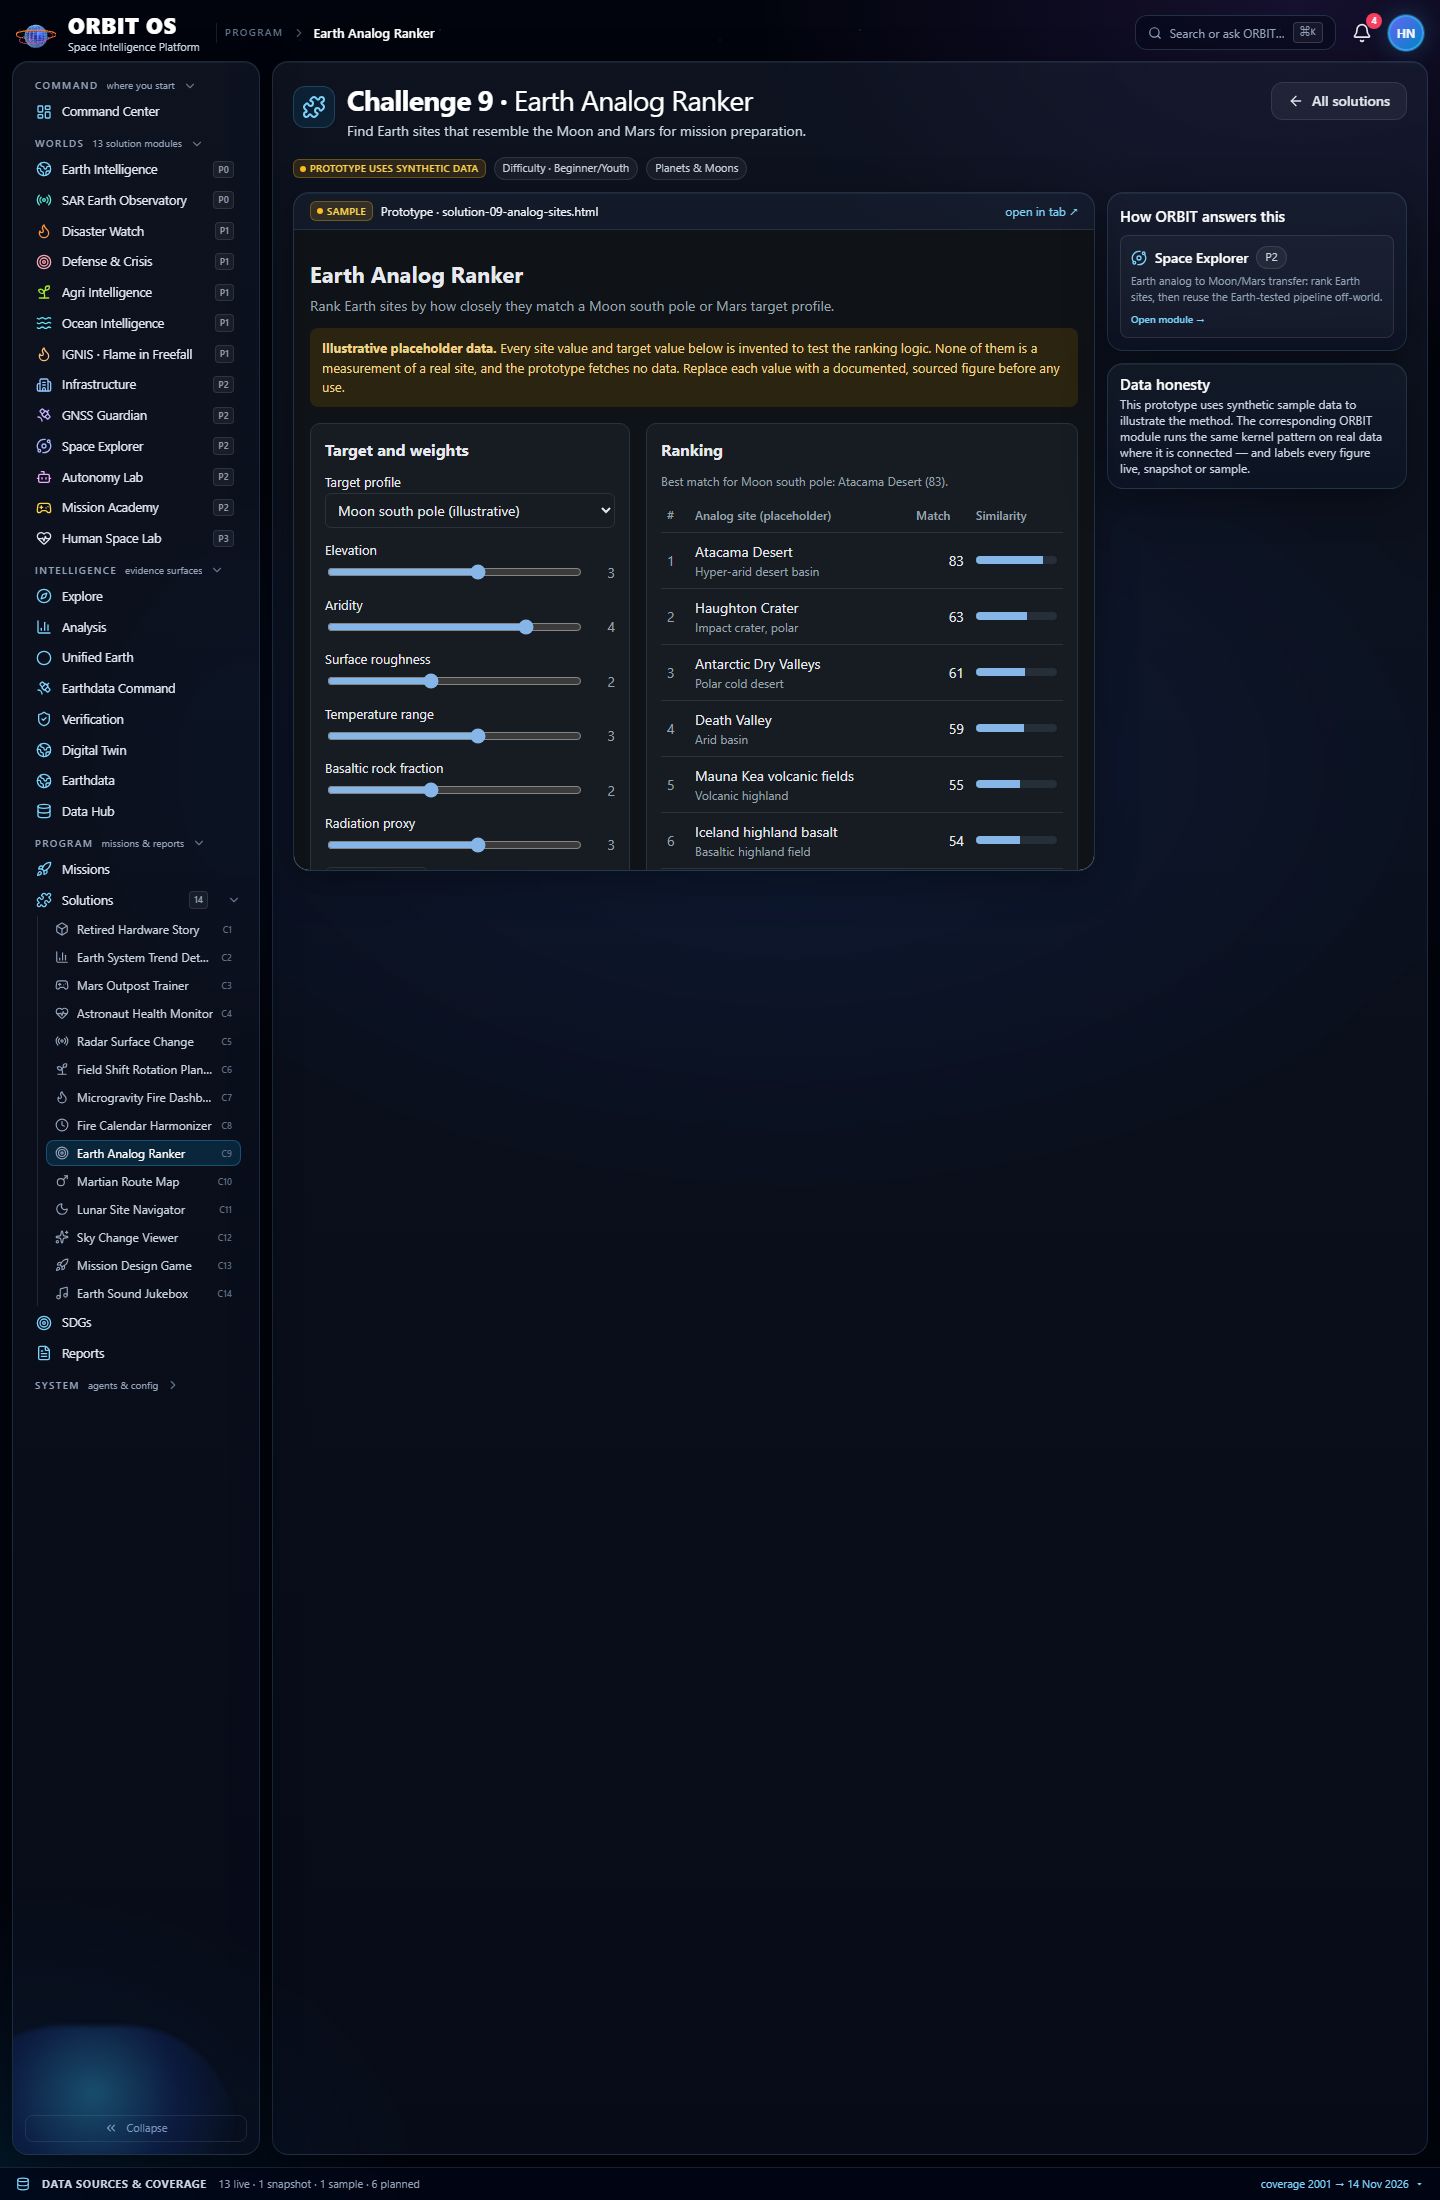 ORBIT OS
Space Intelligence Platform
PROGRAM
Earth Analog Ranker
Search or ask ORBIT...
⌘K
4
HN
COMMAND where you start
Command Center
WORLDS 13 solution modules
Earth Intelligence P0
SAR Earth Observatory P0
Disaster Watch P1
Defense & Crisis P1
Agri Intelligence P1
Ocean Intelligence P1
IGNIS · Flame in Freefall P1
Infrastructure P2
GNSS Guardian P2
Space Explorer P2
Autonomy Lab P2
Mission Academy P2
Human Space Lab P3
INTELLIGENCE evidence surfaces
Explore
Analysis
Unified Earth
Earthdata Command
Verification
Digital Twin
Earthdata
Data Hub
PROGRAM missions & reports
Missions
Solutions 14
Retired Hardware Story C1
Earth System Trend Det... C2
Mars Outpost Trainer C3
Astronaut Health Monitor C4
Radar Surface Change C5
Field Shift Rotation Plan... C6
Microgravity Fire Dashb... C7
Fire Calendar Harmonizer C8
Earth Analog Ranker C9
Martian Route Map C10
Lunar Site Navigator C11
Sky Change Viewer C12
Mission Design Game C13
Earth Sound Jukebox C14
SDGs
Reports
SYSTEM agents & config
Collapse
Challenge 9 · Earth Analog Ranker
Find Earth sites that resemble the Moon and Mars for mission preparation.
← All solutions
PROTOTYPE USES SYNTHETIC DATA
Difficulty · Beginner/Youth
Planets & Moons
SAMPLE
Prototype · solution-09-analog-sites.html
open in tab ↗
Earth Analog Ranker
Rank Earth sites by how closely they match a Moon south pole or Mars target profile.
Illustrative placeholder data. Every site value and target value below is invented to test the ranking logic. None of them is a
measurement of a real site, and the prototype fetches no data. Replace each value with a documented, sourced figure before any
use.
Target and weights
Target profile
Moon south pole (illustrative)
Elevation
3
Aridity
4
Surface roughness
2
Temperature range
3
Basaltic rock fraction
2
Radiation proxy
3
Ranking
Best match for Moon south pole: Atacama Desert (83).
# Analog site (placeholder) Match Similarity
1 Atacama Desert 83
Hyper-arid desert basin
2 Haughton Crater 63
Impact crater, polar
3 Antarctic Dry Valleys 61
Polar cold desert
4 Death Valley 59
Arid basin
5 Mauna Kea volcanic fields 55
Volcanic highland
6 Iceland highland basalt 54
Basaltic highland field
How ORBIT answers this
Space Explorer P2
Earth analog to Moon/Mars transfer: rank Earth
sites, then reuse the Earth-tested pipeline off-world.
Open module →
Data honesty
This prototype uses synthetic sample data to
illustrate the method. The corresponding ORBIT
module runs the same kernel pattern on real data
where it is connected — and labels every figure
live, snapshot or sample.
DATA SOURCES & COVERAGE 13 live · 1 snapshot · 1 sample · 6 planned
coverage 2001 → 14 Nov 2026